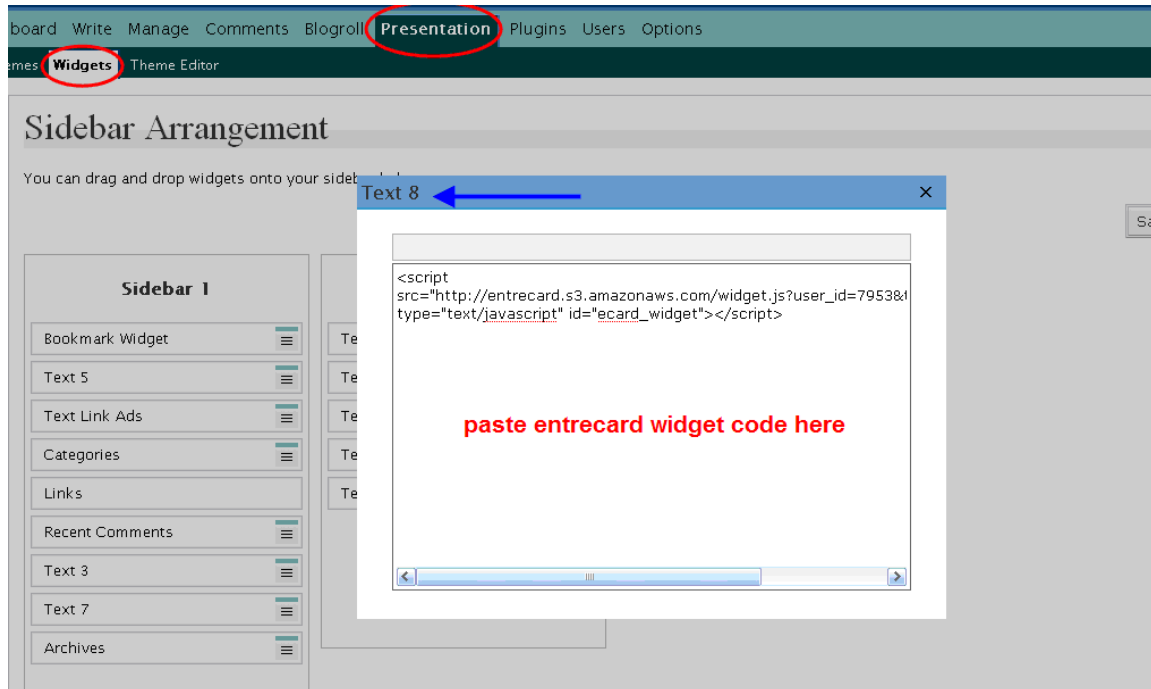 board Write Manage Comments Blogroll Presentation Plugins Users Options
emes Widgets Theme Editor
Sidebar Arrangement
You can drag and drop widgets onto your
Text 8
Sidebar 1
<script
src="http://entrecard.s3.amazonaws.com/widget.js?user_id=7953&
type="text/javascript" id="ecard_widget"></script>
paste entrecard widget code here
Bookmark Widget
Text 5
Text Link Ads
Categories
Links
Recent Comments
Text 3
Text 7
Archives
Te
Te
Te
Te
Te
Sa